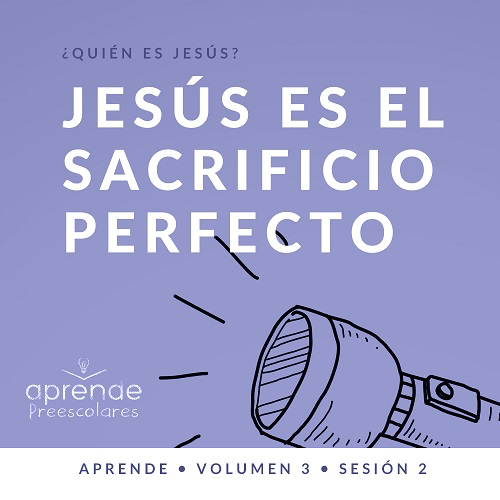 ¿QUIÉN ES JESÚS?
JESÚS ES EL
SACRIFICIO
PERFECTO
aprende
Preescolares
APRENDE • VOLUMEN 3 • SESIÓN 2